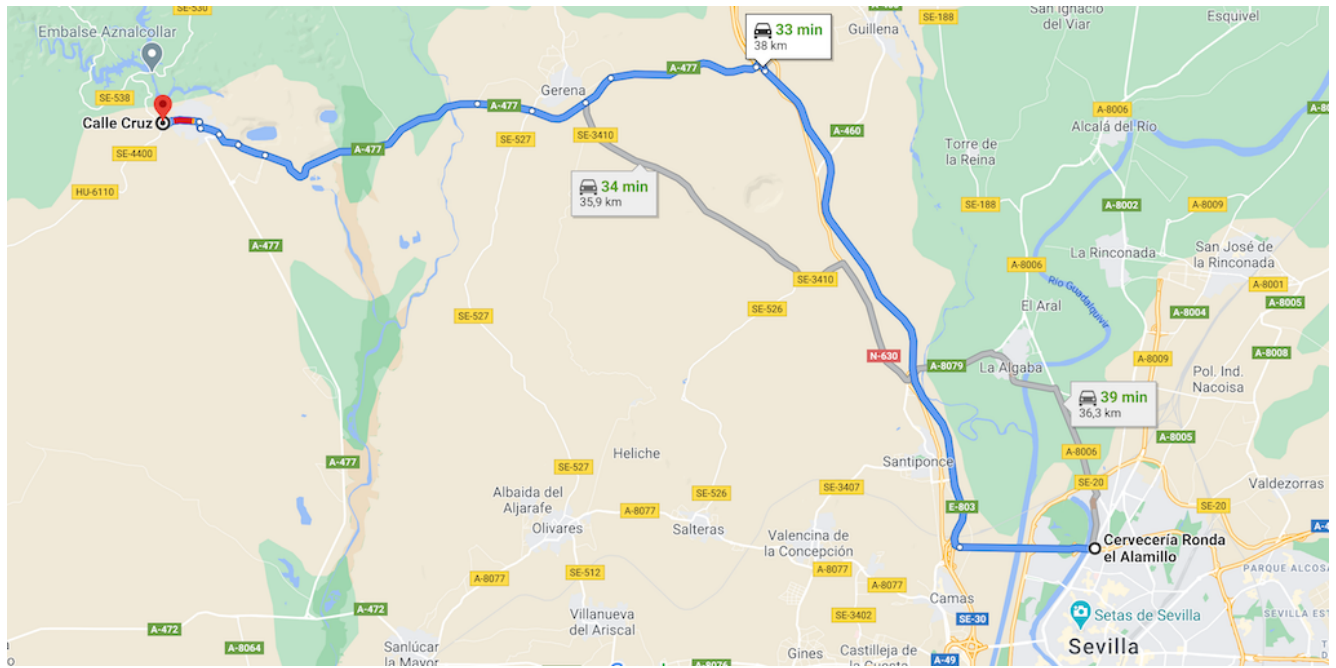 SE-530
SE-188
San Ignacio
del Viar
Esquivel
Embalse Aznalcollar
33 min
38 km
Guillena
A-477
Gerena
SE-538
Calle Cruz
A-477
A-8006
Alcalá del Río
SE-527
SE-3410
A-460
Torre de
la Reina
SE-4400
A-477
HU-6110
34 min
35,9 km
SE-188
A-8002
A-8009
A-477
La Rinconada
San José de
la Rinconada
A-8006
SE-3410
Río Guadalquivir
A-8001
A-8005
El Aral
SE-527
SE-526
A-8004
N-630
A-8079
La Algaba
A-8009
A-8008
Pol. Ind.
Nacoisa
39 min
36,3 km
Heliche
A-8006
A-8005
A-477
SE-527
Santiponce
SE-20
Valdezorras
Albaida del
Aljarafe
SE-526
SE-3407
SE-20
A-8077
E-803
Olivares
Salteras
Valencina de
la Concepción
Cervecería Ronda
el Alamillo
A-8077
SE-512
A-8077
A-8077
PARQUE ALCOSA
Camas
A-472
Villanueva
del Ariscal
SE-3402
SE-30
Setas de Sevilla
A-472
A-8064
Sanlúcar
la Mayor
Gines
Castilleja de
la Cuesta
A-49
Sevilla
A-8076